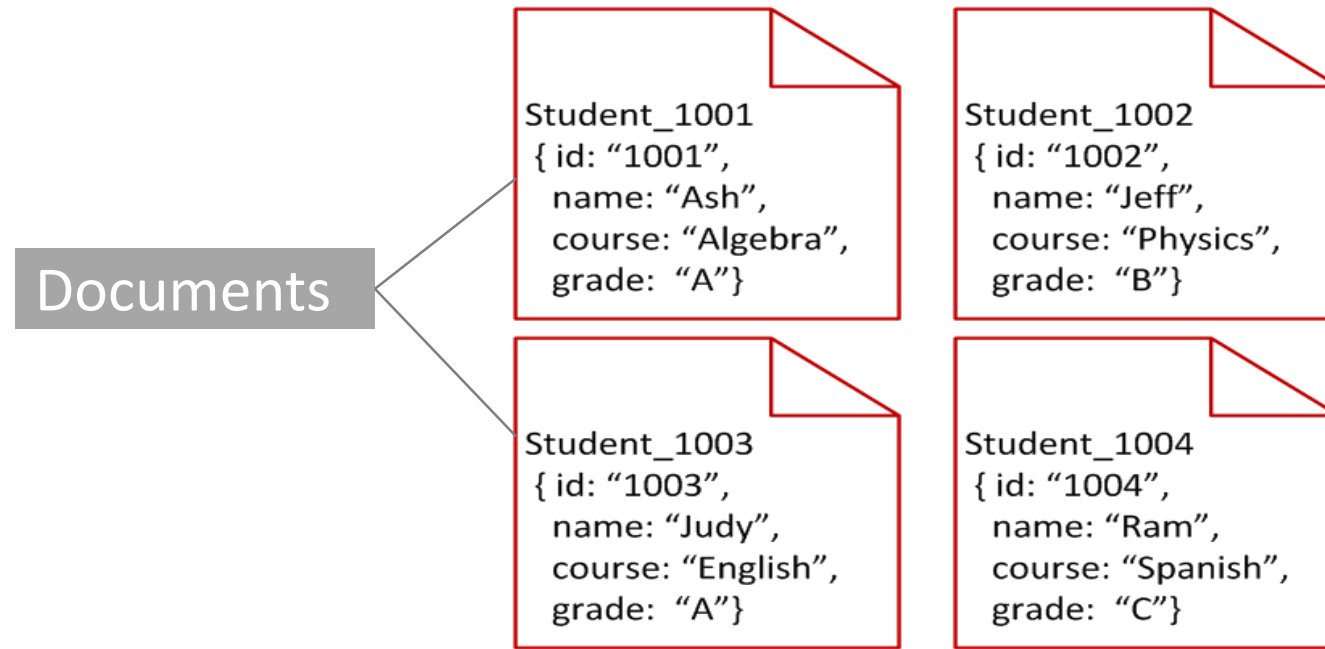 Documents
Student_1001
{ id: “1001”,
name: “Ash”,
course: “Algebra”,
grade:  “A”}
Student_1002
{ id: “1002”,
name: “Jeff”,
course: “Physics”,
grade:  “B”}
Student_1003
{ id: “1003”,
name: “Judy”,
course: “English”,
grade:  “A”}
Student_1004
{ id: “1004”,
name: “Ram”,
course: “Spanish”,
grade:  “C”}